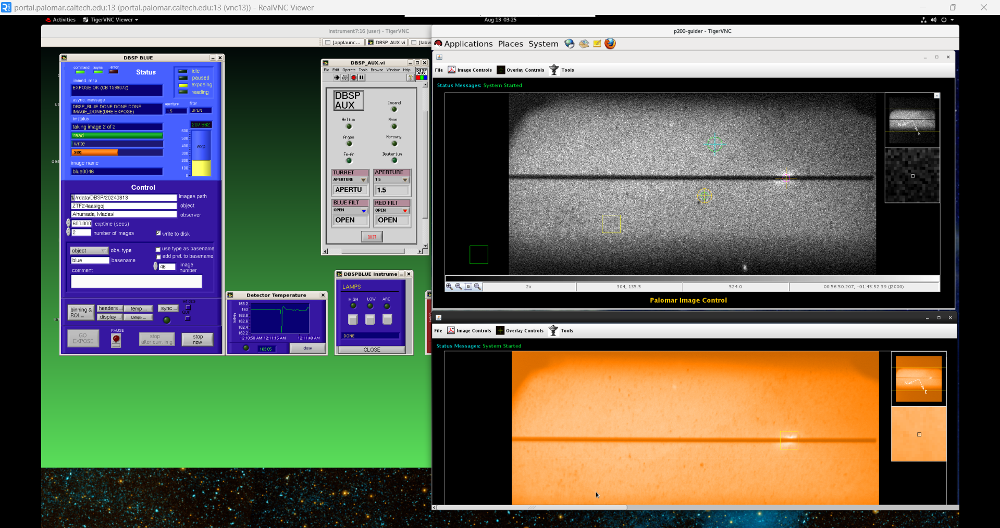 portal.palomar.caltech.edu:13 (portal.palomar.caltech.edu:13 (vnc13)) - RealVNC Viewer
Activities TigerVNC Viewer Aug 13 03:25
instrument7:16 (user) - TigerVNC
[applaunc... DBSP_AUX.vi [labvi
DBSP BLUE
command async error
Status
idle
paused
exposing
reading
immed. resp.
EXPOSE OK (CB 1599072)
async. message
DBSP_BLUE DONE DONE DONE
IMAGE_DONE(DHE:EXPOSE)
aperture filter
1.5 OPEN
instatus
taking image 2 of 2
read
write
seq
207.662
600
500
400
300
200
100
0
exp
image name
blue0046
Control
/rdata/DBSP/20240813 images path
ZTF24aasigoj object
Ahumada, Madasi observer
600.000 exptime (secs)
2 number of images
write to disk
object obs. type
use type as basename
blue basename
add pref. to basename
46 image number
comment
binning & ROI ...
headers ... temp ...
display ... Lamps ...
sync ...
set date
QUIT
GO EXPOSE
PAUSE
stop after curr. img
stop now
Detector Temperature
kelvin
163.2
163
162.8
162.6
162.4
162.2
12:10:50 AM 12:11:15 AM 12:11:49 AM
163.05
close
DBSP_AUX.vi
File Edit Operate Tools Browse Window Help
DBSP AUX
DBSP
AUX
Incand
Helium Neon
Argon Mercury
Fe-Ar Deuterium
TURRET APERTURE
APERTURE 1.5
APERTU 1.5
BLUE FILT RED FILT
OPEN OPEN
OPEN OPEN
QUIT
DBSPBLUE Instrume
LAMPS
HIGH LOW ARC
DONE
CLOSE
p200-guider - TigerVNC
Applications Places System
File Image Controls Overlay Controls Tools
Status Messages: System Started
N
E
2x 304, 135.5 524.0 00:56:50.207, -01:45:52.39 (J2000)
Palomar Image Control
File Image Controls Overlay Controls Tools
Status Messages: System Started
N
E